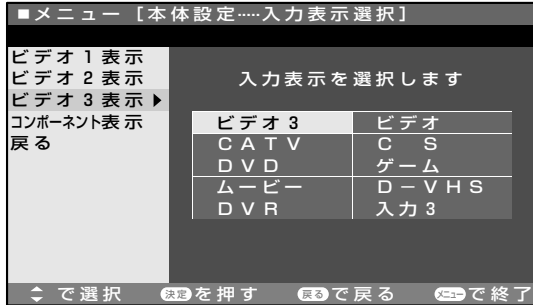 ■メニュー [本体設定……入力表示選択]
ビデオ1表示
ビデオ2表示
ビデオ3表示▶
コンポーネント表示
戻る
入力表示を選択します
ビデオ3 ビデオ
CATV CS
DVD ゲーム
ムービー D－VHS
DVR 入力3
で選択 決定を押す 戻るで戻る メニューで終了